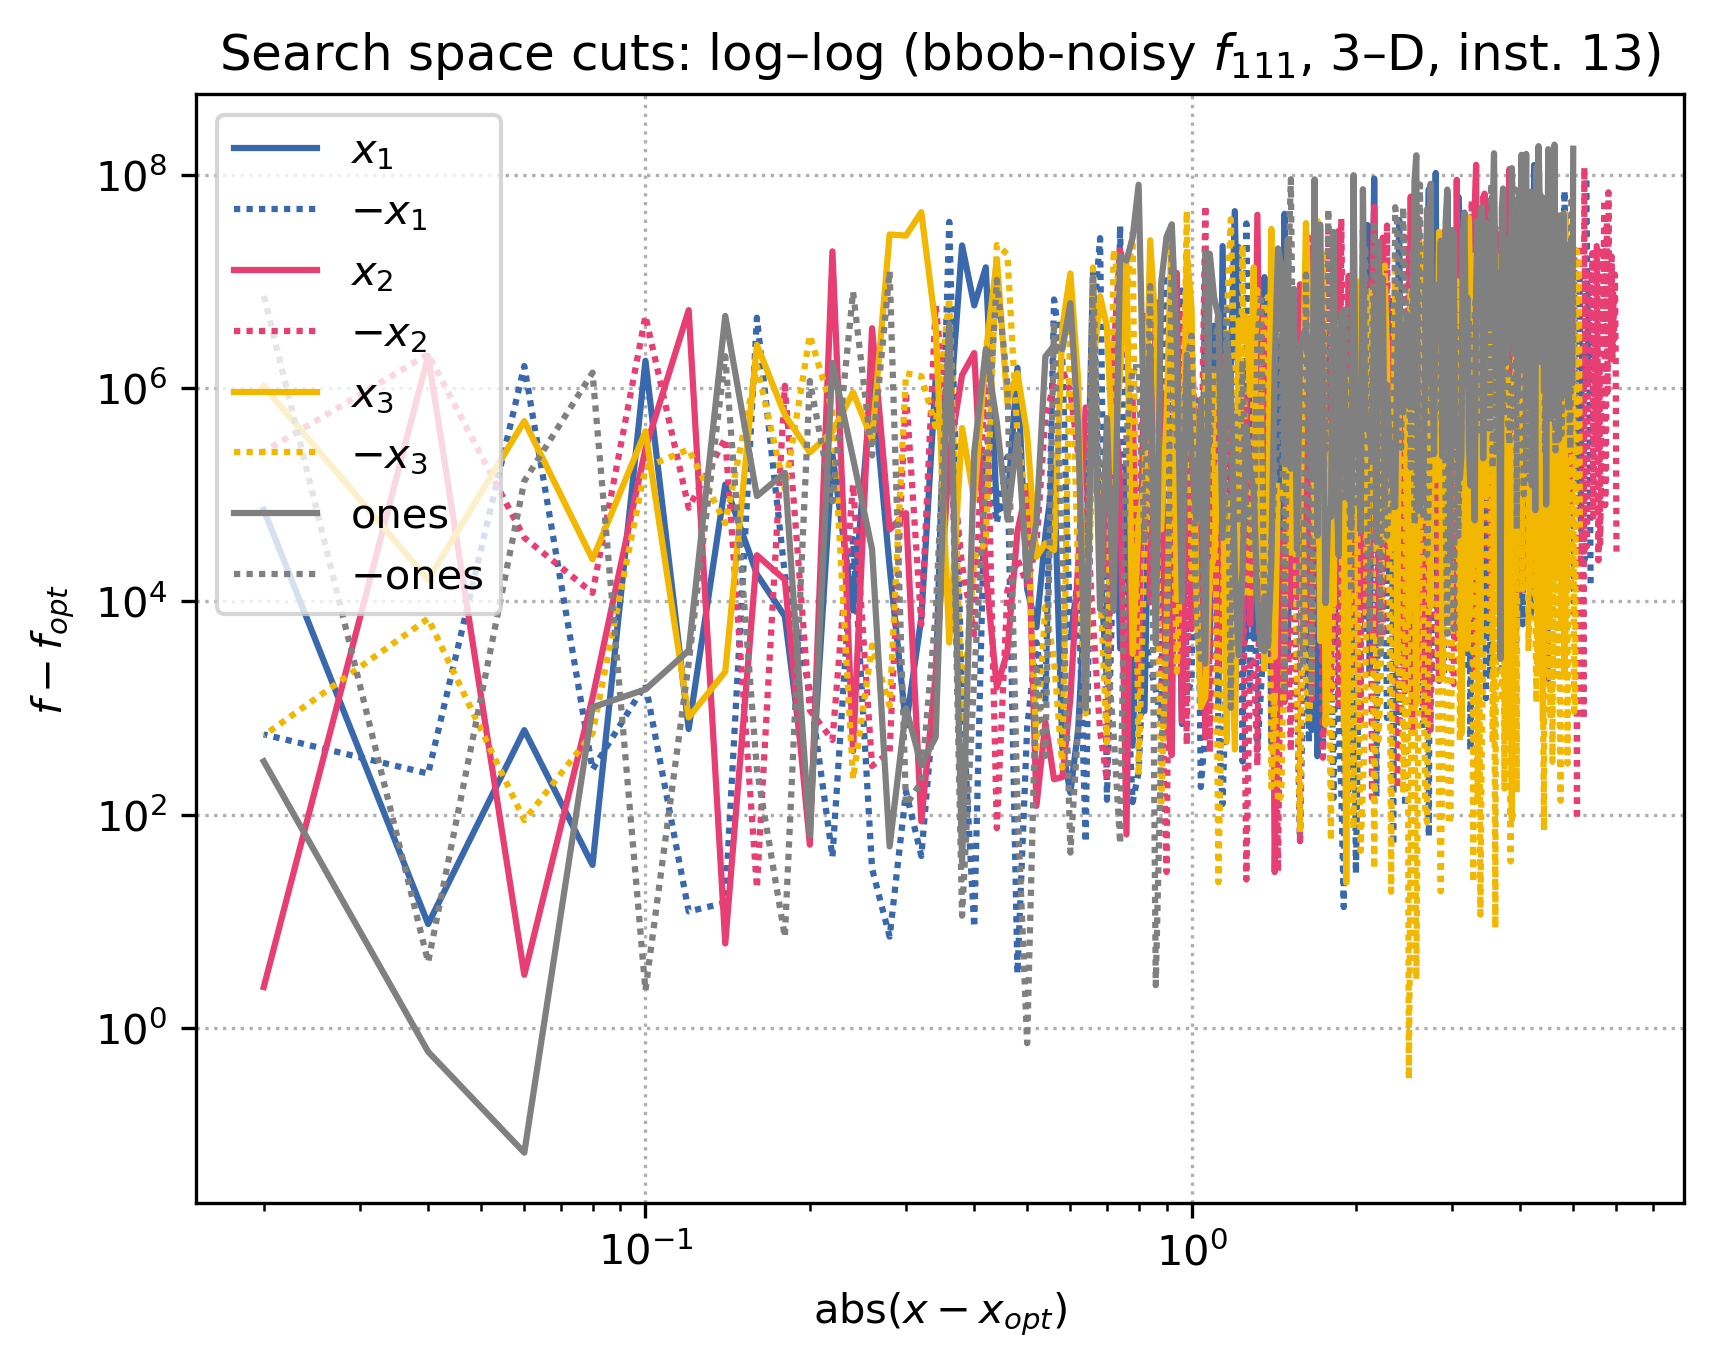 Search space cuts: log–log (bbob-noisy $f_{111}$, 3–D, inst. 13)
$x_1$
$-x_1$
$x_2$
$-x_2$
$x_3$
$-x_3$
ones
−ones
$f - f_{opt}$
$10^8$
$10^6$
$10^4$
$10^2$
$10^0$
$10^{-1}$ $10^0$
abs($x - x_{opt}$)